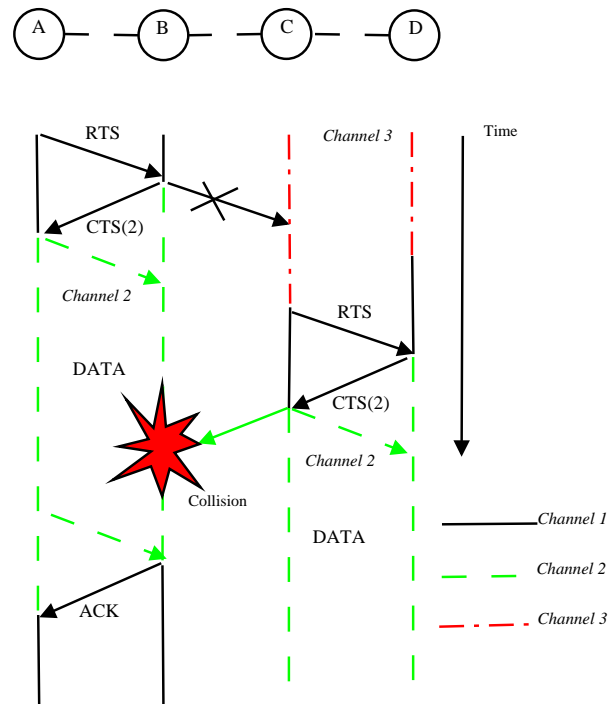 A
B
C
D
Channel 3
Time
RTS
CTS(2)
Channel 2
RTS
DATA
CTS(2)
Channel 2
Collision
Channel 1
DATA
Channel 2
ACK
Channel 3